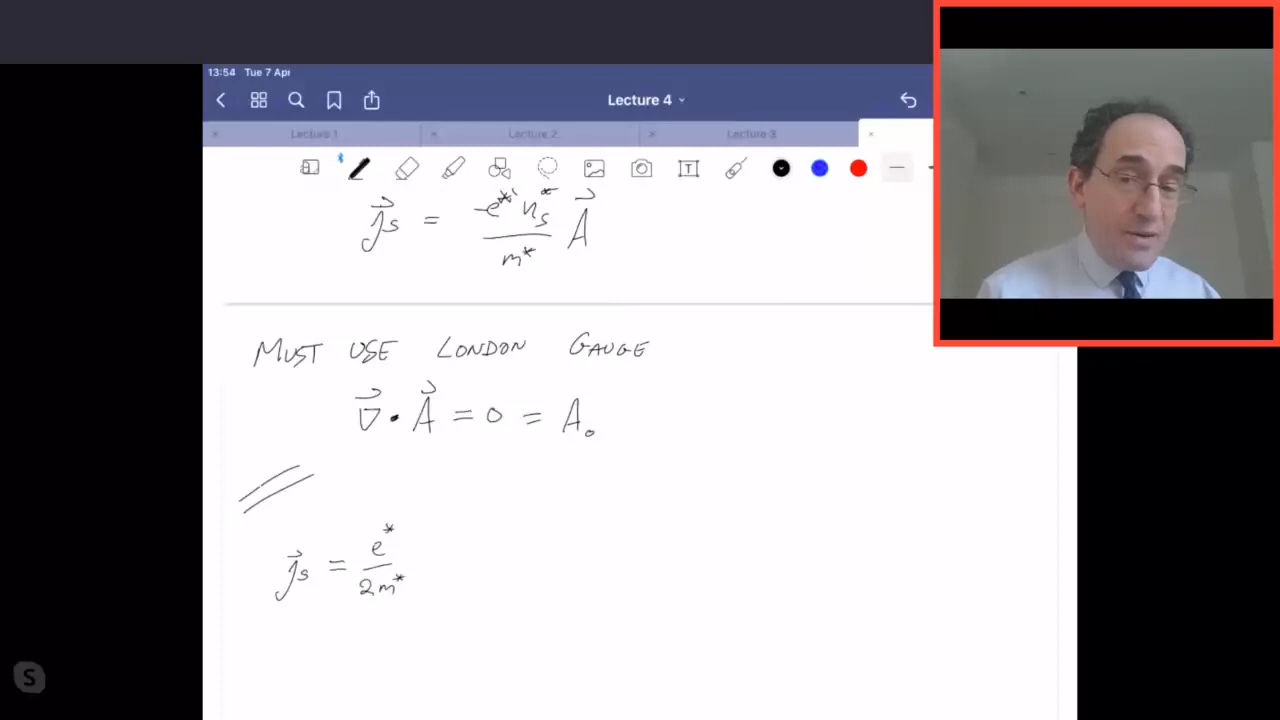 13:54 Tue 7 Apr
Lecture 4
Lecture 1 Lecture 2 Lecture 3
T
j⃗s = -e*² ns* / m* A⃗
MUST USE LONDON GAUGE
∇⃗ · A⃗ = 0 = A₀
j⃗s = e* / 2m*
S